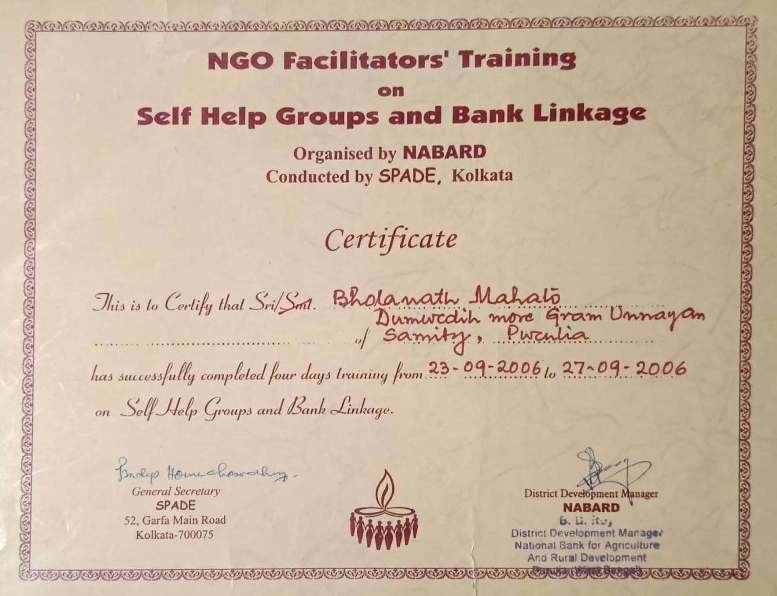 NGO Facilitators' Training
on
Self Help Groups and Bank Linkage
Organised by NABARD
Conducted by SPADE, Kolkata
Certificate
This is to Certify that Sri/Smt. Bholanath Mahato
Dumurdih more Gram Unnayan
of Samity, Purulia
has successfully completed four days training from 23-09-2006 to 27-09-2006
on Self Help Groups and Bank Linkage.
General Secretary
SPADE
52, Garfa Main Road
Kolkata-700075
District Development Manager
NABARD
District Development Manager
National Bank for Agriculture
And Rural Development